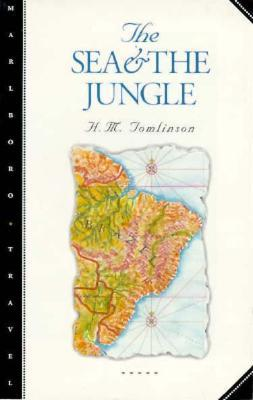 The
SEA & THE
JUNGLE
H. M. Tomlinson
MARLBORO • TRAVEL